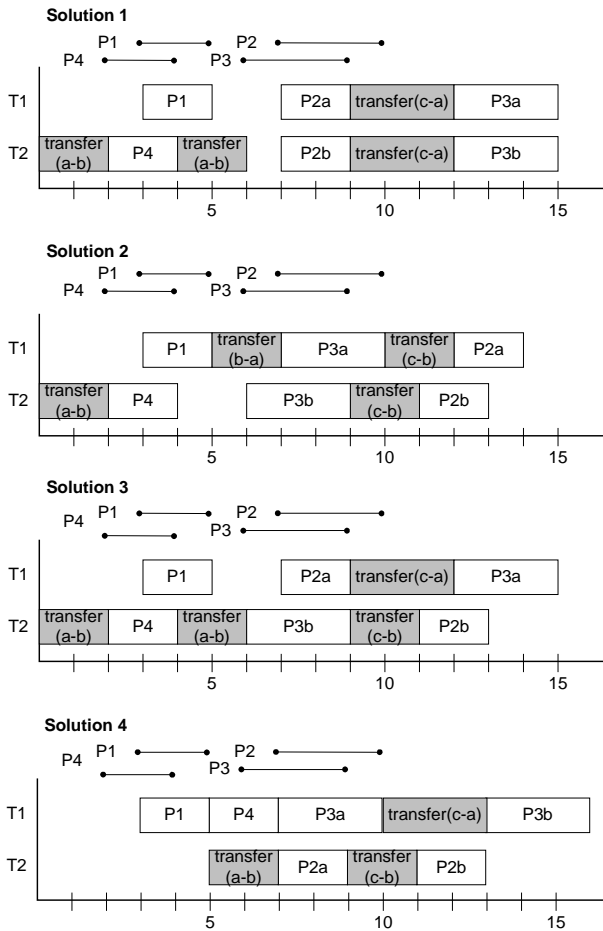 Solution 1
P1 P2
P4 P3
T1 P1 P2a transfer(c-a) P3a
T2 transfer (a-b) P4 transfer (a-b) P2b transfer(c-a) P3b
5 10 15
Solution 2
P1 P2
P4 P3
T1 P1 transfer (b-a) P3a transfer (c-b) P2a
T2 transfer (a-b) P4 P3b transfer (c-b) P2b
5 10 15
Solution 3
P1 P2
P4 P3
T1 P1 P2a transfer(c-a) P3a
T2 transfer (a-b) P4 transfer (a-b) P3b transfer (c-b) P2b
5 10 15
Solution 4
P1 P2
P4 P3
T1 P1 P4 P3a transfer(c-a) P3b
T2 transfer (a-b) P2a transfer (c-b) P2b
5 10 15